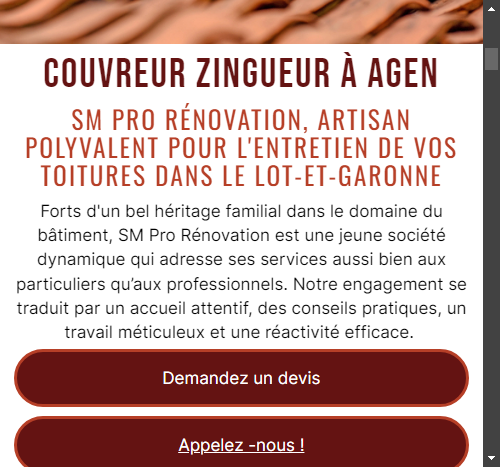 COUVREUR ZINGUEUR À AGEN
SM PRO RÉNOVATION, ARTISAN
POLYVALENT POUR L'ENTRETIEN DE VOS
TOITURES DANS LE LOT-ET-GARONNE
Forts d'un bel héritage familial dans le domaine du
bâtiment, SM Pro Rénovation est une jeune société
dynamique qui adresse ses services aussi bien aux
particuliers qu’aux professionnels. Notre engagement se
traduit par un accueil attentif, des conseils pratiques, un
travail méticuleux et une réactivité efficace.
Demandez un devis
Appelez -nous !